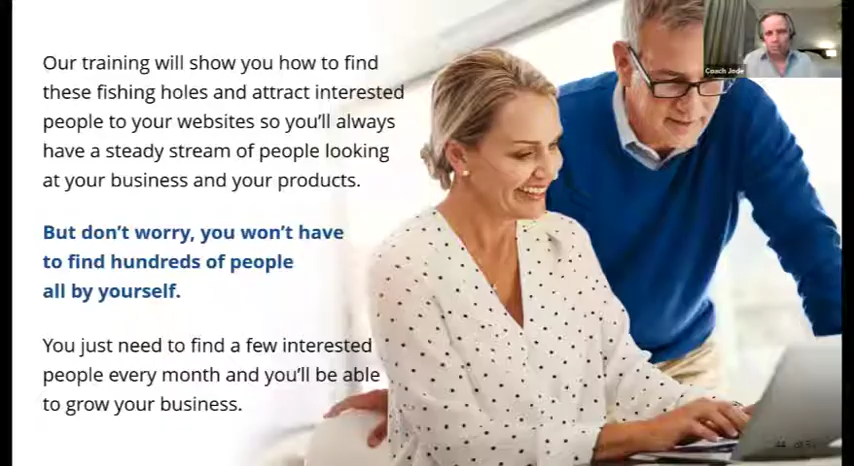 Our training will show you how to find
these fishing holes and attract interested
people to your websites so you'll always
have a steady stream of people looking
at your business and your products.
But don't worry, you won't have
to find hundreds of people
all by yourself.
You just need to find a few interested
people every month and you'll be able
to grow your business.
Coach Jode